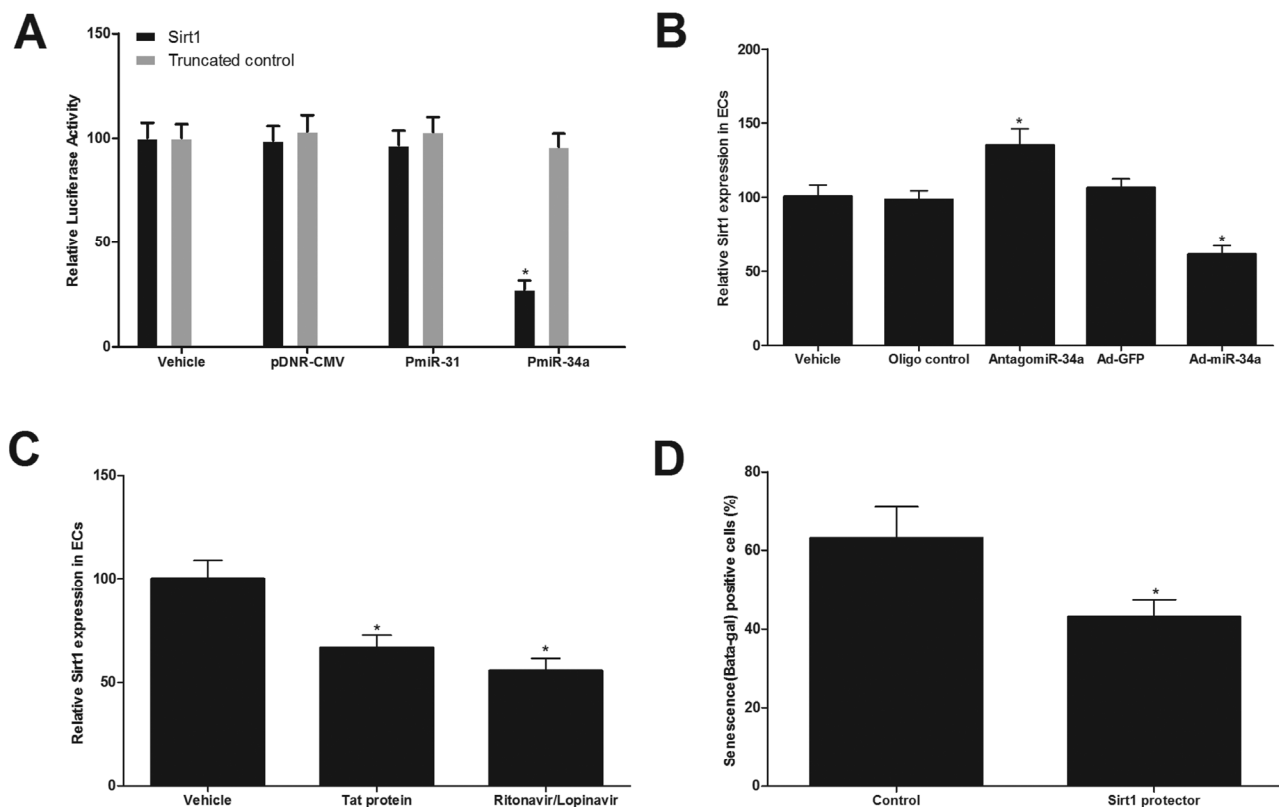 A
Relative Luciferase Activity
150
100
50
0
Sirt1
Truncated control
*
Vehicle
pDNR-CMV
PmiR-31
PmiR-34a
B
Relative Sirt1 expression in ECs
200
150
100
50
0
*
*
Vehicle
Oligo control
AntagomiR-34a
Ad-GFP
Ad-miR-34a
C
Relative Sirt1 expression in ECs
150
100
50
0
*
*
Vehicle
Tat protein
Ritonavir/Lopinavir
D
Senescence(Bata-gal) positive cells (%)
80
60
40
20
0
*
Control
Sirt1 protector